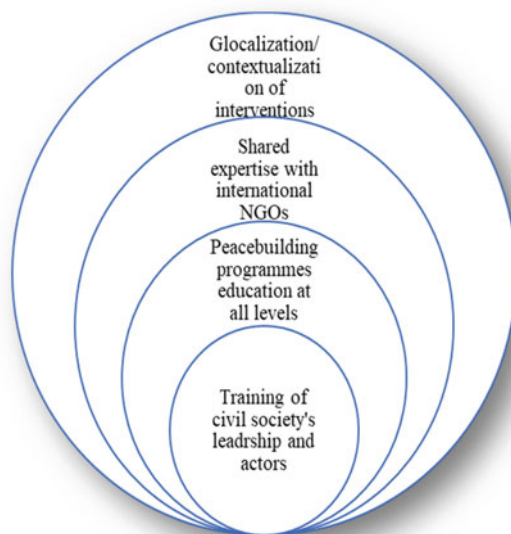 Glocalization/
contextualizati
on of
interventions
Shared
expertise with
international
NGOs
Peacebuilding
programmes
education at
all levels
Training of
civil society's
leadrship and
actors